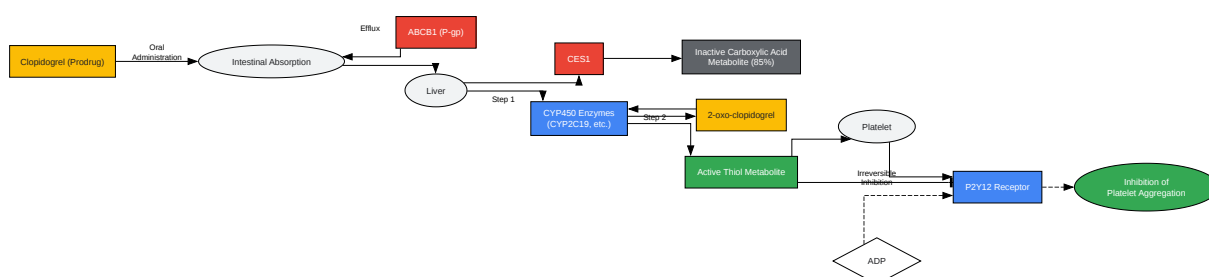 Efflux
ABCB1 (P-gp)
Oral
Administration
Clopidogrel (Prodrug)
Intestinal Absorption
CES1
Inactive Carboxylic Acid
Metabolite (85%)
Liver
Step 1
CYP450 Enzymes
(CYP2C19, etc.)
Step 2
2-oxo-clopidogrel
Platelet
Active Thiol Metabolite
Irreversible
Inhibition
P2Y12 Receptor
Inhibition of
Platelet Aggregation
ADP